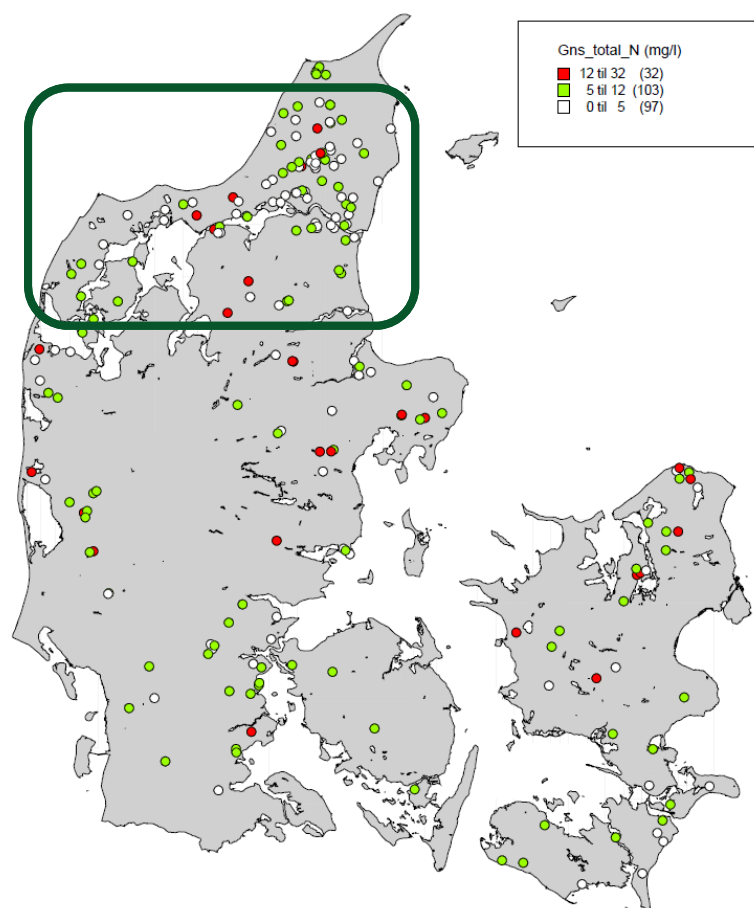 Gns_total_N (mg/l)
12 til 32 (32)
5 til 12 (103)
0 til 5 (97)